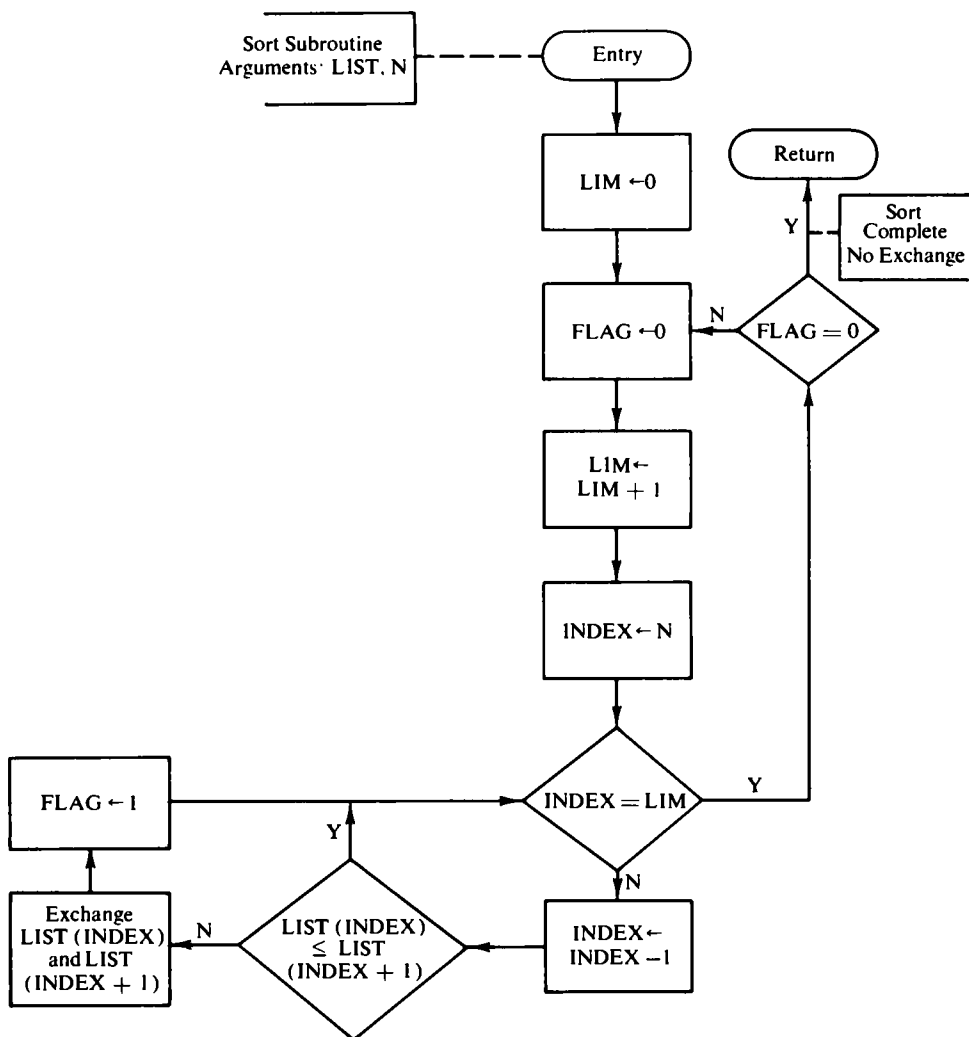 Sort Subroutine
Arguments· LIST, N
Entry
LIM ←0
Return
Y
Sort
Complete
No Exchange
FLAG ←0
N
FLAG = 0
LIM←
LIM + 1
INDEX ← N
FLAG ← 1
INDEX = LIM
Y
Y
N
Exchange
LIST (INDEX)
and LIST
(INDEX + 1)
N
LIST (INDEX)
≤ LIST
(INDEX + 1)
INDEX ←
INDEX −1